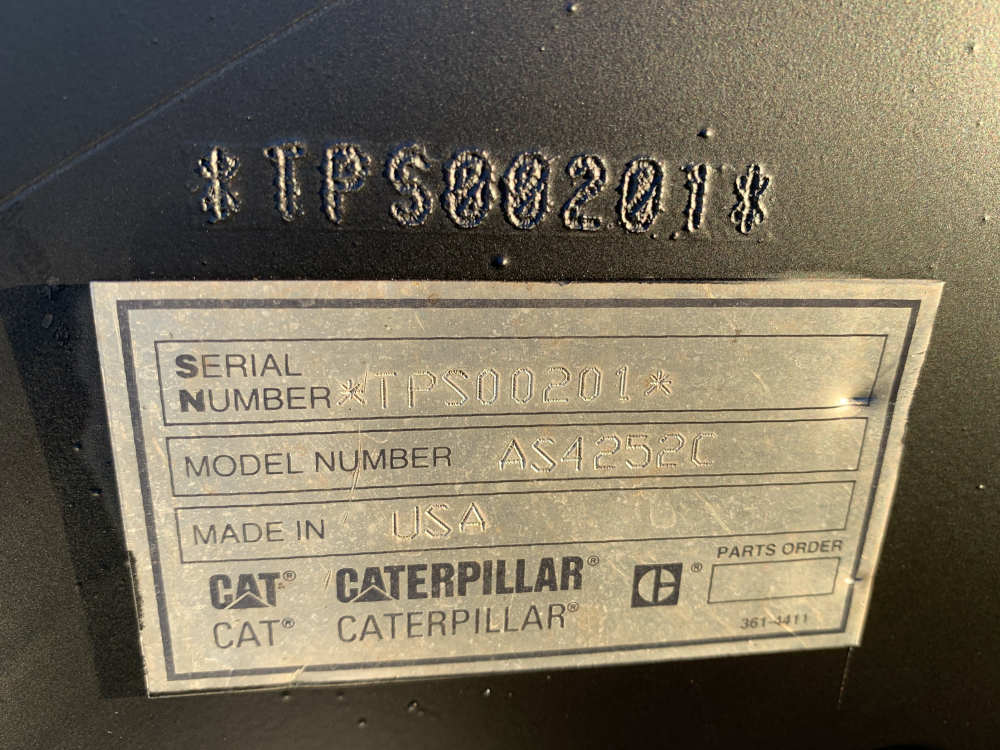 *TPS00201*
SERIAL
NUMBER *TPS00201*
MODEL NUMBER AS4252C
MADE IN USA
PARTS ORDER
CAT® CATERPILLAR® C®
CAT® CATERPILLAR®
361-4411